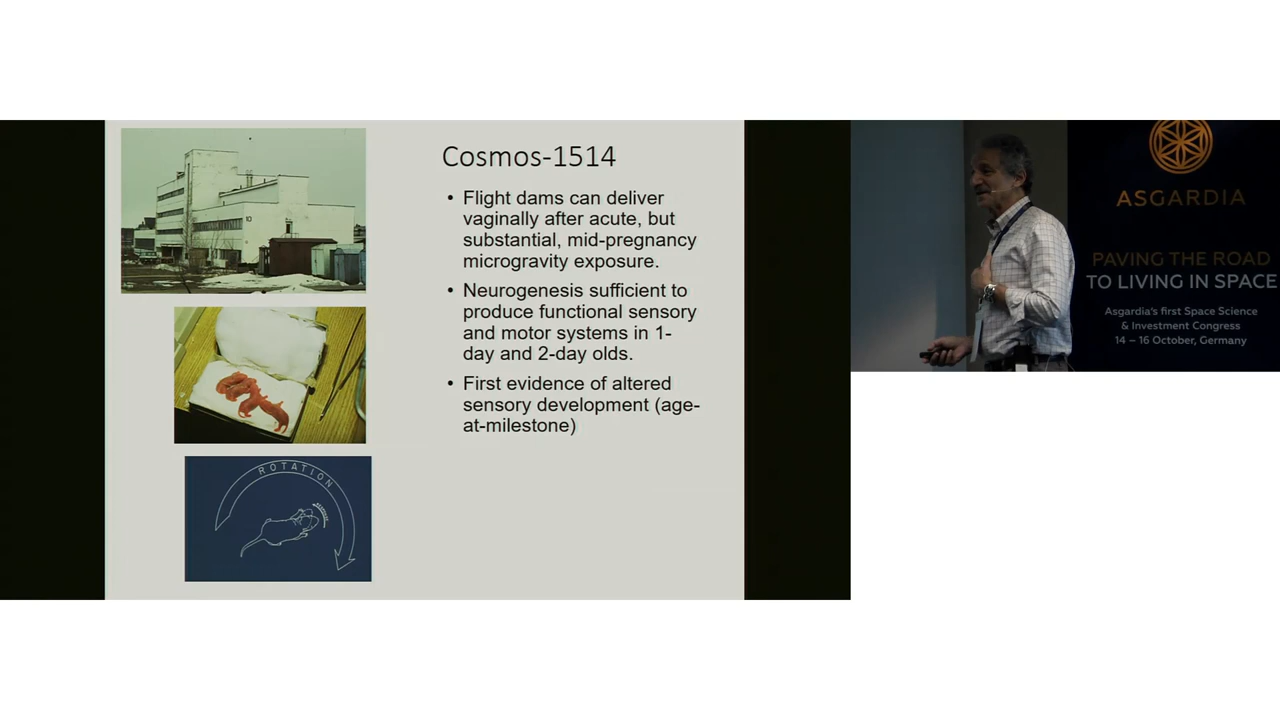 Cosmos-1514
• Flight dams can deliver
vaginally after acute, but
substantial, mid-pregnancy
microgravity exposure.
• Neurogenesis sufficient to
produce functional sensory
and motor systems in 1-
day and 2-day olds.
• First evidence of altered
sensory development (age-
at-milestone)
10
ROTATION
ASGARDIA
PAVING THE ROAD
TO LIVING IN SPACE
Asgardia's first Space Science
& Investment Congress
14 – 16 October, Germany